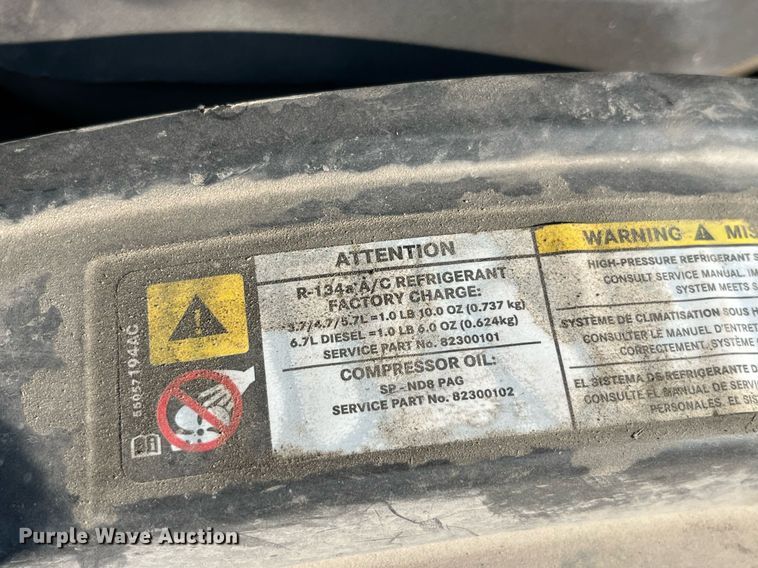 55057194AC
ATTENTION
R-134a A/C REFRIGERANT
FACTORY CHARGE:
3.7/4.7/5.7L =1.0 LB 10.0 OZ (0.737 kg)
6.7L DIESEL =1.0 LB 6.0 OZ (0.624kg)
SERVICE PART No. 82300101
COMPRESSOR OIL:
SP - ND8 PAG
SERVICE PART No. 82300102
WARNING
HIGH-PRESSURE REFRIGERANT
CONSULT SERVICE MANUAL.
SYSTEM MEETS
SYSTÈME DE CLIMATISATION SOUS
CONSULTER LE MANUEL
CORRECTEMENT. SYSTÈME
EL SISTEMA DE REFRIGERANTE
CONSULTE EL MANUAL DE
PERSONALES. EL
Purple Wave Auction